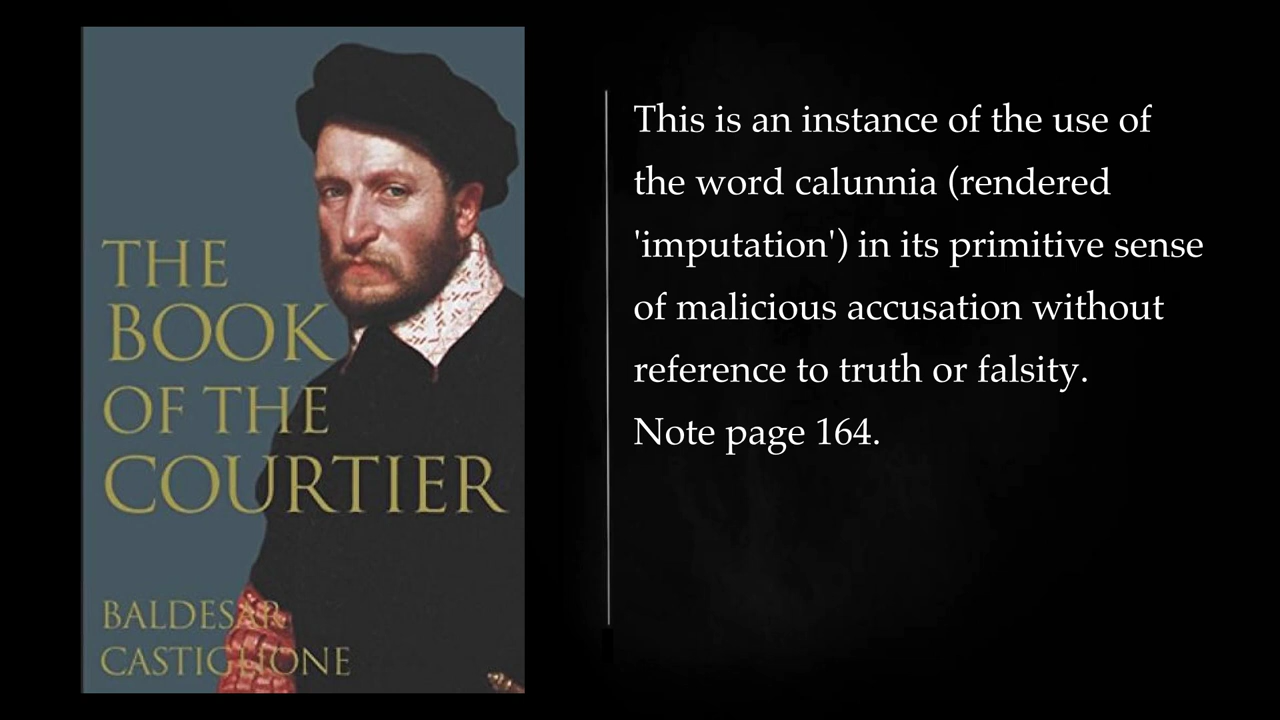 THE
BOOK
OF THE
COURTIER
BALDESAR
CASTIGLIONE
This is an instance of the use of
the word calunnia (rendered
'imputation') in its primitive sense
of malicious accusation without
reference to truth or falsity.
Note page 164.